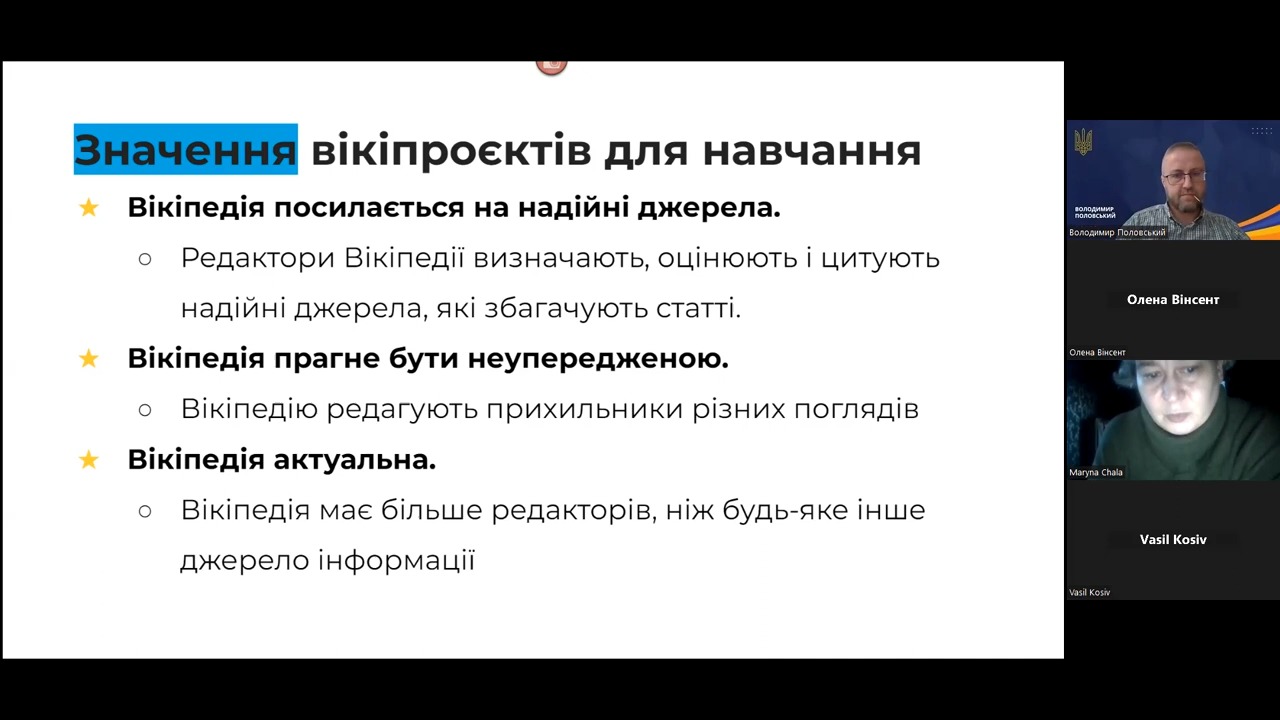 Значення вікіпроєктів для навчання
★ Вікіпедія посилається на надійні джерела.
○ Редактори Вікіпедії визначають, оцінюють і цитують
надійні джерела, які збагачують статті.
★ Вікіпедія прагне бути неупередженою.
○ Вікіпедію редагують прихильники різних поглядів
★ Вікіпедія актуальна.
○ Вікіпедія має більше редакторів, ніж будь-яке інше
джерело інформації
ВОЛОДИМИР
ПОЛОВСЬКИЙ
Володимир Половський
Олена Вінсент
Олена Вінсент
Maryna Chala
Vasil Kosiv
Vasil Kosiv